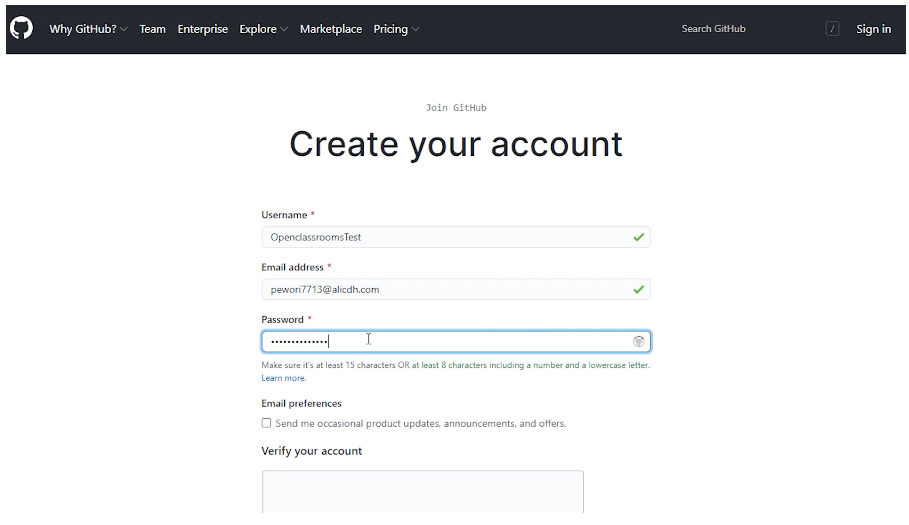 Why GitHub? Team Enterprise Explore Marketplace Pricing Search GitHub / Sign in
Join GitHub
Create your account
Username *
OpenclassroomsTest
Email address *
pewori7713@alicdh.com
Password *
••••••••••••••
Make sure it's at least 15 characters OR at least 8 characters including a number and a lowercase letter.
Learn more.
Email preferences
Send me occasional product updates, announcements, and offers.
Verify your account